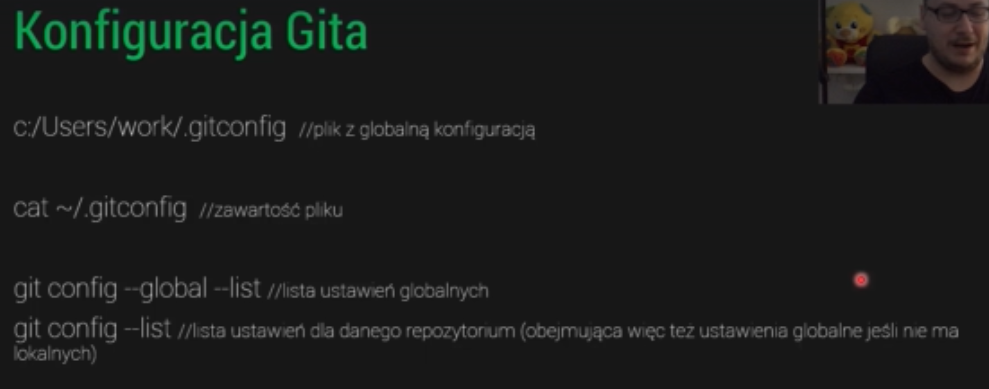 Konfiguracja Gita
c:/Users/work/.gitconfig //plik z globalną konfiguracją
cat ~/.gitconfig //zawartość pliku
git config --global --list //lista ustawień globalnych
git config --list //lista ustawień dla danego repozytorium (obejmująca więc też ustawienia globalne jeśli nie ma
lokalnych)